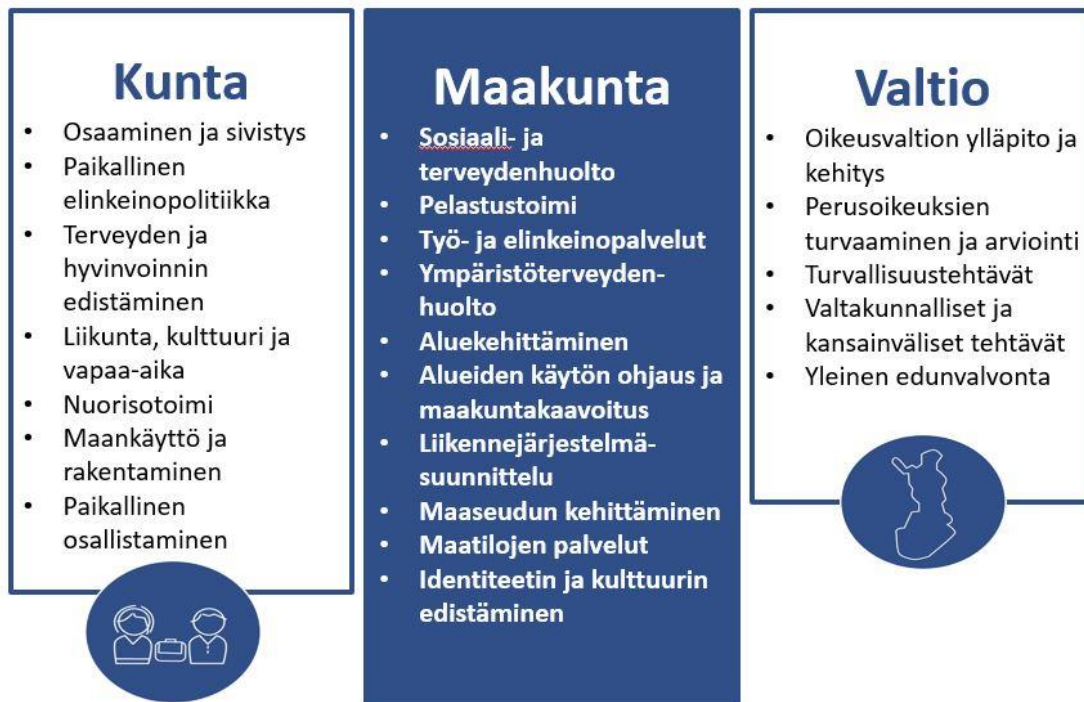 Kunta
• Osaaminen ja sivistys
• Paikallinen
elinkeinopolitiikka
• Terveyden ja
hyvinvoinnin
edistäminen
• Liikunta, kulttuuri ja
vapaa-aika
• Nuorisotoimi
• Maankäyttö ja
rakentaminen
• Paikallinen
osallistaminen
Maakunta
• Sosiaali- ja
terveydenhuolto
• Pelastustoimi
• Työ- ja elinkeinopalvelut
• Ympäristöterveyden-
huolto
• Aluekehittäminen
• Alueiden käytön ohjaus ja
maakuntakaavoitus
• Liikennejärjestelmä-
suunnittelu
• Maaseudun kehittäminen
• Maatilojen palvelut
• Identiteetin ja kulttuurin
edistäminen
Valtio
• Oikeusvaltion ylläpito ja
kehitys
• Perusoikeuksien
turvaaminen ja arviointi
• Turvallisuustehtävät
• Valtakunnalliset ja
kansainväliset tehtävät
• Yleinen edunvalvonta